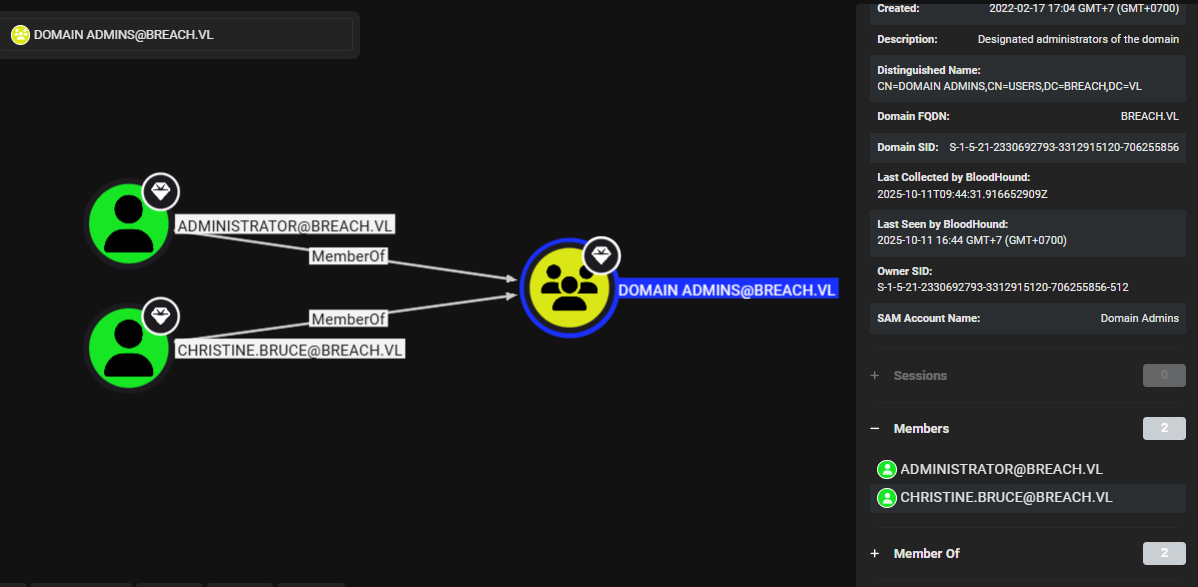 DOMAIN ADMINS@BREACH.VL
ADMINISTRATOR@BREACH.VL
MemberOf
DOMAIN ADMINS@BREACH.VL
MemberOf
CHRISTINE.BRUCE@BREACH.VL
Created: 2022-02-17 17:04 GMT+7 (GMT+0700)
Description: Designated administrators of the domain
Distinguished Name:
CN=DOMAIN ADMINS,CN=USERS,DC=BREACH,DC=VL
Domain FQDN: BREACH.VL
Domain SID: S-1-5-21-2330692793-3312915120-706255856
Last Collected by BloodHound:
2025-10-11T09:44:31.916652909Z
Last Seen by BloodHound:
2025-10-11 16:44 GMT+7 (GMT+0700)
Owner SID:
S-1-5-21-2330692793-3312915120-706255856-512
SAM Account Name: Domain Admins
+ Sessions 0
− Members 2
ADMINISTRATOR@BREACH.VL
CHRISTINE.BRUCE@BREACH.VL
+ Member Of 2